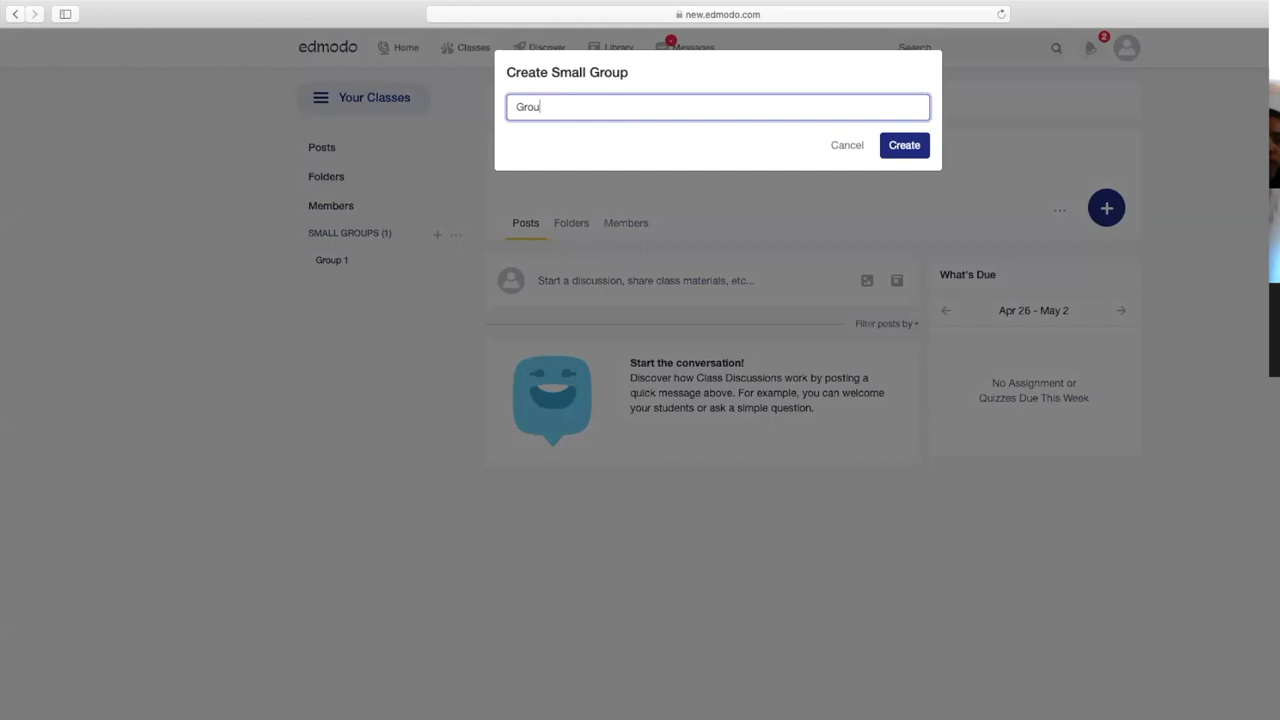 new.edmodo.com
edmodo Home Classes Discover Library Messages Search 2
Create Small Group
Grou
Cancel Create
Your Classes
Posts
Folders
Members
SMALL GROUPS (1) + ...
Group 1
Posts Folders Members
... +
Start a discussion, share class materials, etc...
Filter posts by
Start the conversation!
Discover how Class Discussions work by posting a
quick message above. For example, you can welcome
your students or ask a simple question.
What's Due
Apr 26 - May 2
No Assignment or
Quizzes Due This Week